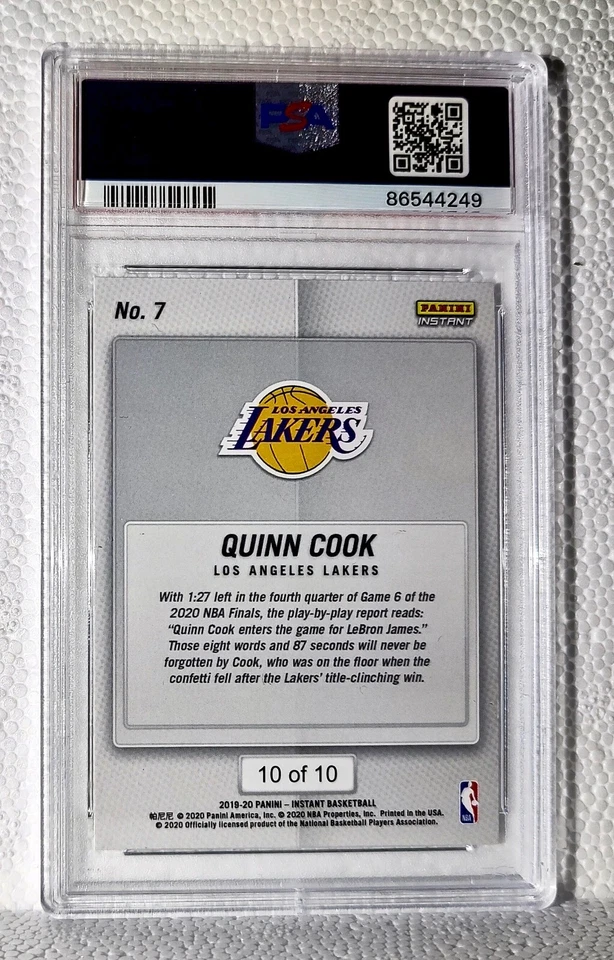 PSA
86544249
No. 7
PANINI
INSTANT
LOS ANGELES
LAKERS
QUINN COOK
LOS ANGELES LAKERS
With 1:27 left in the fourth quarter of Game 6 of the
2020 NBA Finals, the play-by-play report reads:
“Quinn Cook enters the game for LeBron James.”
Those eight words and 87 seconds will never be
forgotten by Cook, who was on the floor when the
confetti fell after the Lakers’ title-clinching win.
10 of 10
2019-20 PANINI – INSTANT BASKETBALL
帕尼尼 © 2020 Panini America, Inc. © 2020 NBA Properties, Inc. Printed in the USA.
© 2020 Officially licensed product of the National Basketball Players Association.
NBA